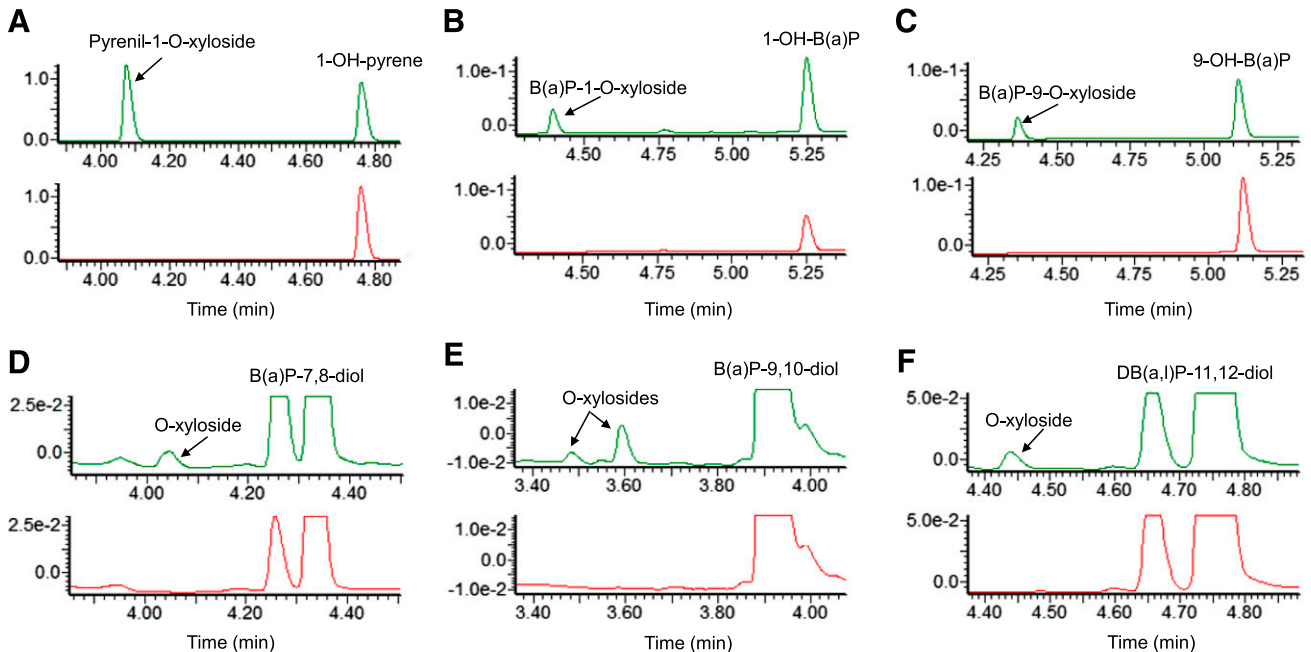 A
Pyrenil-1-O-xyloside
1-OH-pyrene
1.0
0.0
4.00 4.20 4.40 4.60 4.80
1.0
0.0
4.00 4.20 4.40 4.60 4.80
Time (min)
B
1-OH-B(a)P
B(a)P-1-O-xyloside
1.0e-1
0.0
4.50 4.75 5.00 5.25
1.0e-1
0.0
4.50 4.75 5.00 5.25
Time (min)
C
9-OH-B(a)P
B(a)P-9-O-xyloside
1.0e-1
0.0
4.25 4.50 4.75 5.00 5.25
1.0e-1
0.0
4.25 4.50 4.75 5.00 5.25
Time (min)
D
B(a)P-7,8-diol
O-xyloside
2.5e-2
0.0
4.00 4.20 4.40
2.5e-2
0.0
4.00 4.20 4.40
Time (min)
E
B(a)P-9,10-diol
O-xylosides
1.0e-2
0.0
-1.0e-2
3.40 3.60 3.80 4.00
1.0e-2
0.0
-1.0e-2
3.40 3.60 3.80 4.00
Time (min)
F
DB(a,l)P-11,12-diol
O-xyloside
5.0e-2
0.0
4.40 4.50 4.60 4.70 4.80
5.0e-2
0.0
4.40 4.50 4.60 4.70 4.80
Time (min)